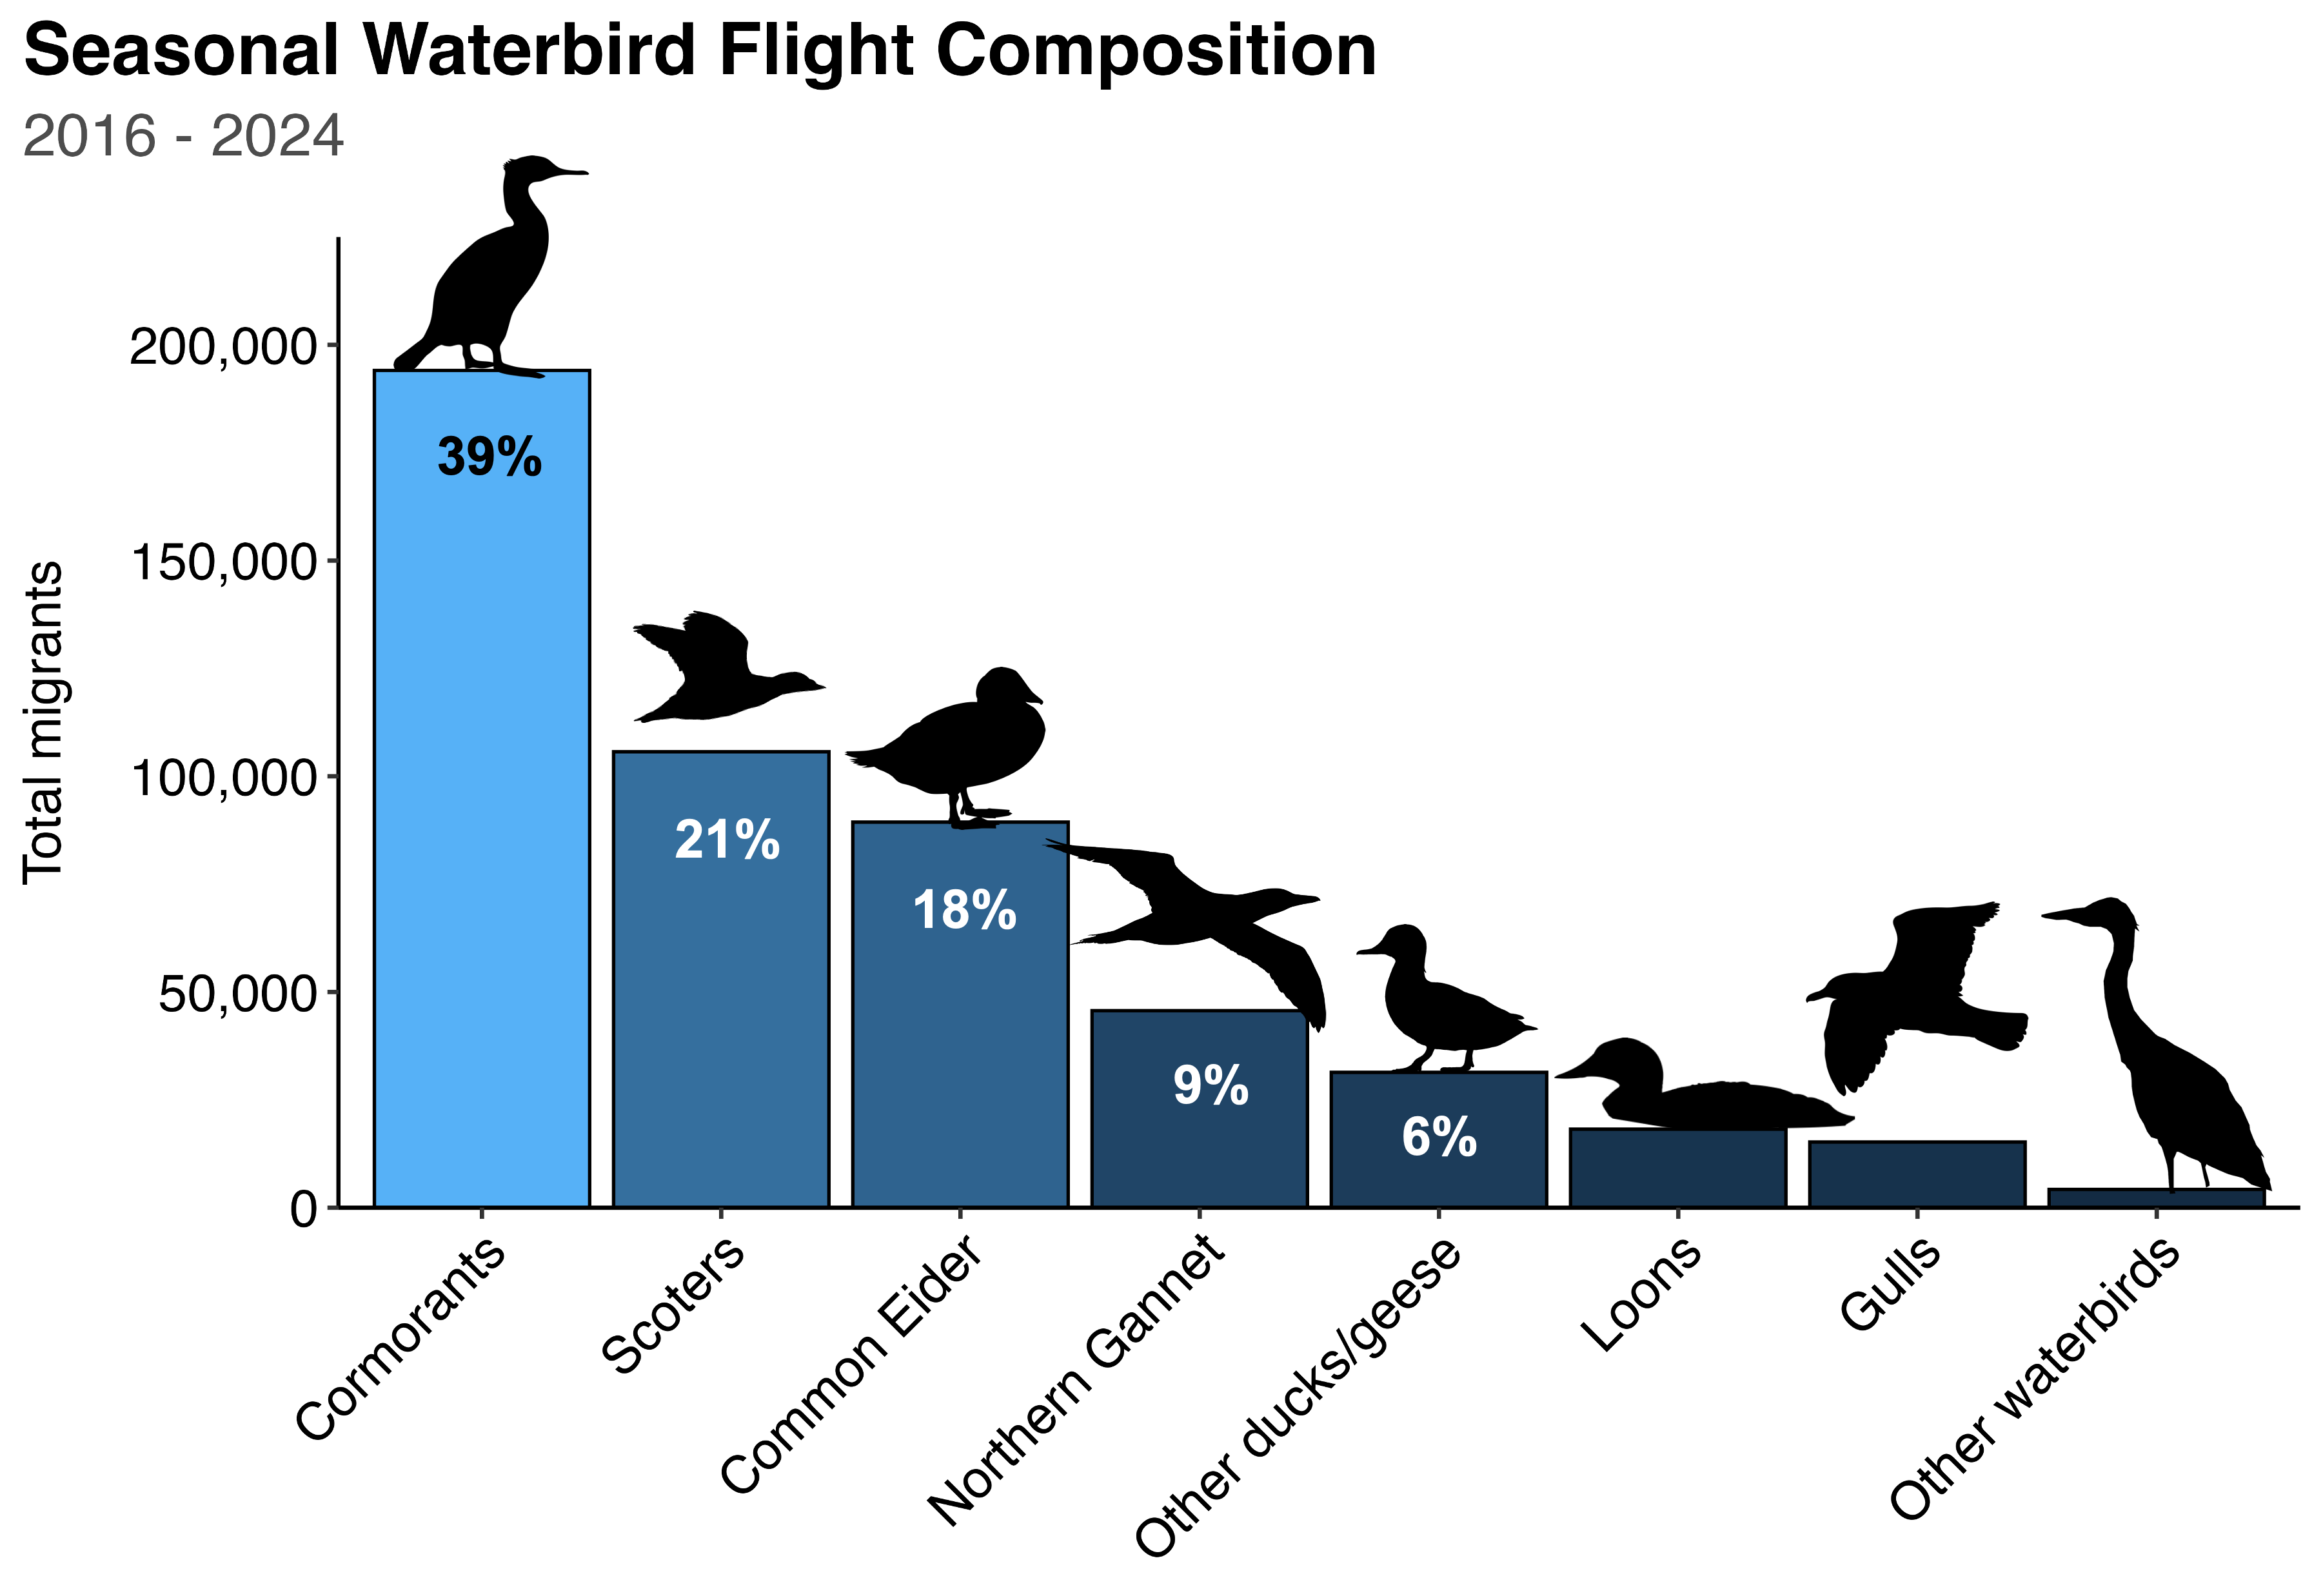 Seasonal Waterbird Flight Composition
2016 - 2024
Total migrants
200,000
150,000
100,000
50,000
0
39%
21%
18%
9%
6%
Cormorants
Scoters
Common Eider
Northern Gannet
Other ducks/geese
Loons
Gulls
Other waterbirds